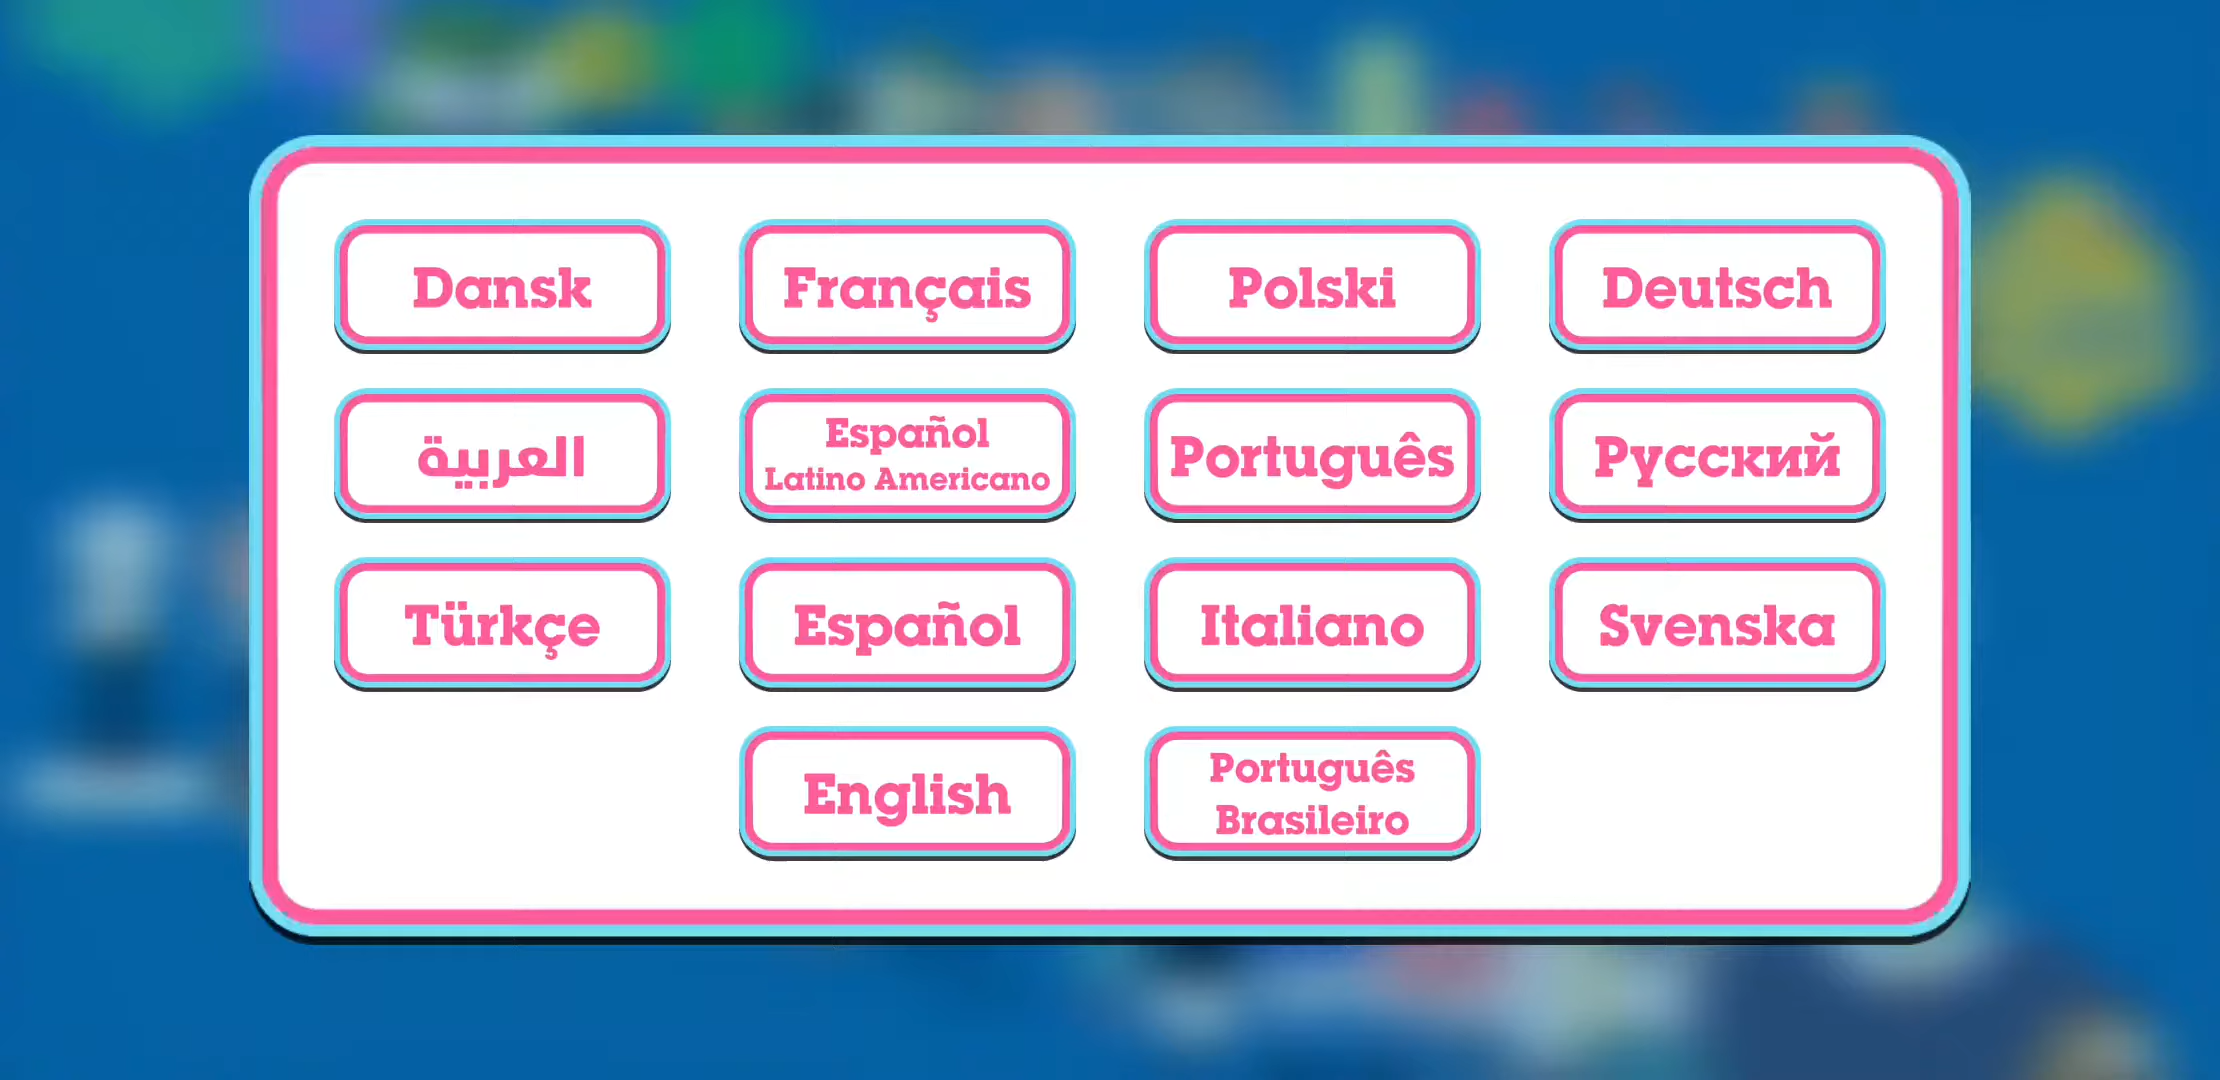 Dansk
Français
Polski
Deutsch
العربية
Español
Latino Americano
Português
Русский
Türkçe
Español
Italiano
Svenska
English
Português
Brasileiro